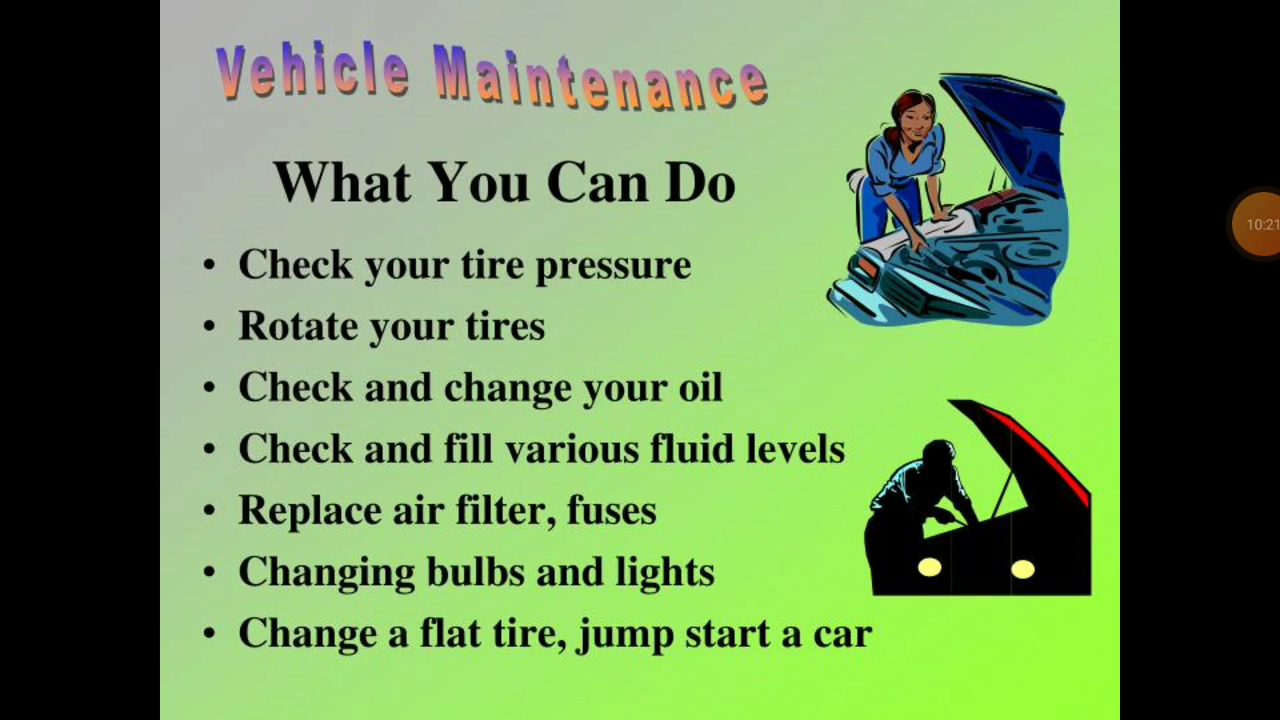 Vehicle Maintenance
What You Can Do
• Check your tire pressure
• Rotate your tires
• Check and change your oil
• Check and fill various fluid levels
• Replace air filter, fuses
• Changing bulbs and lights
• Change a flat tire, jump start a car
10:21